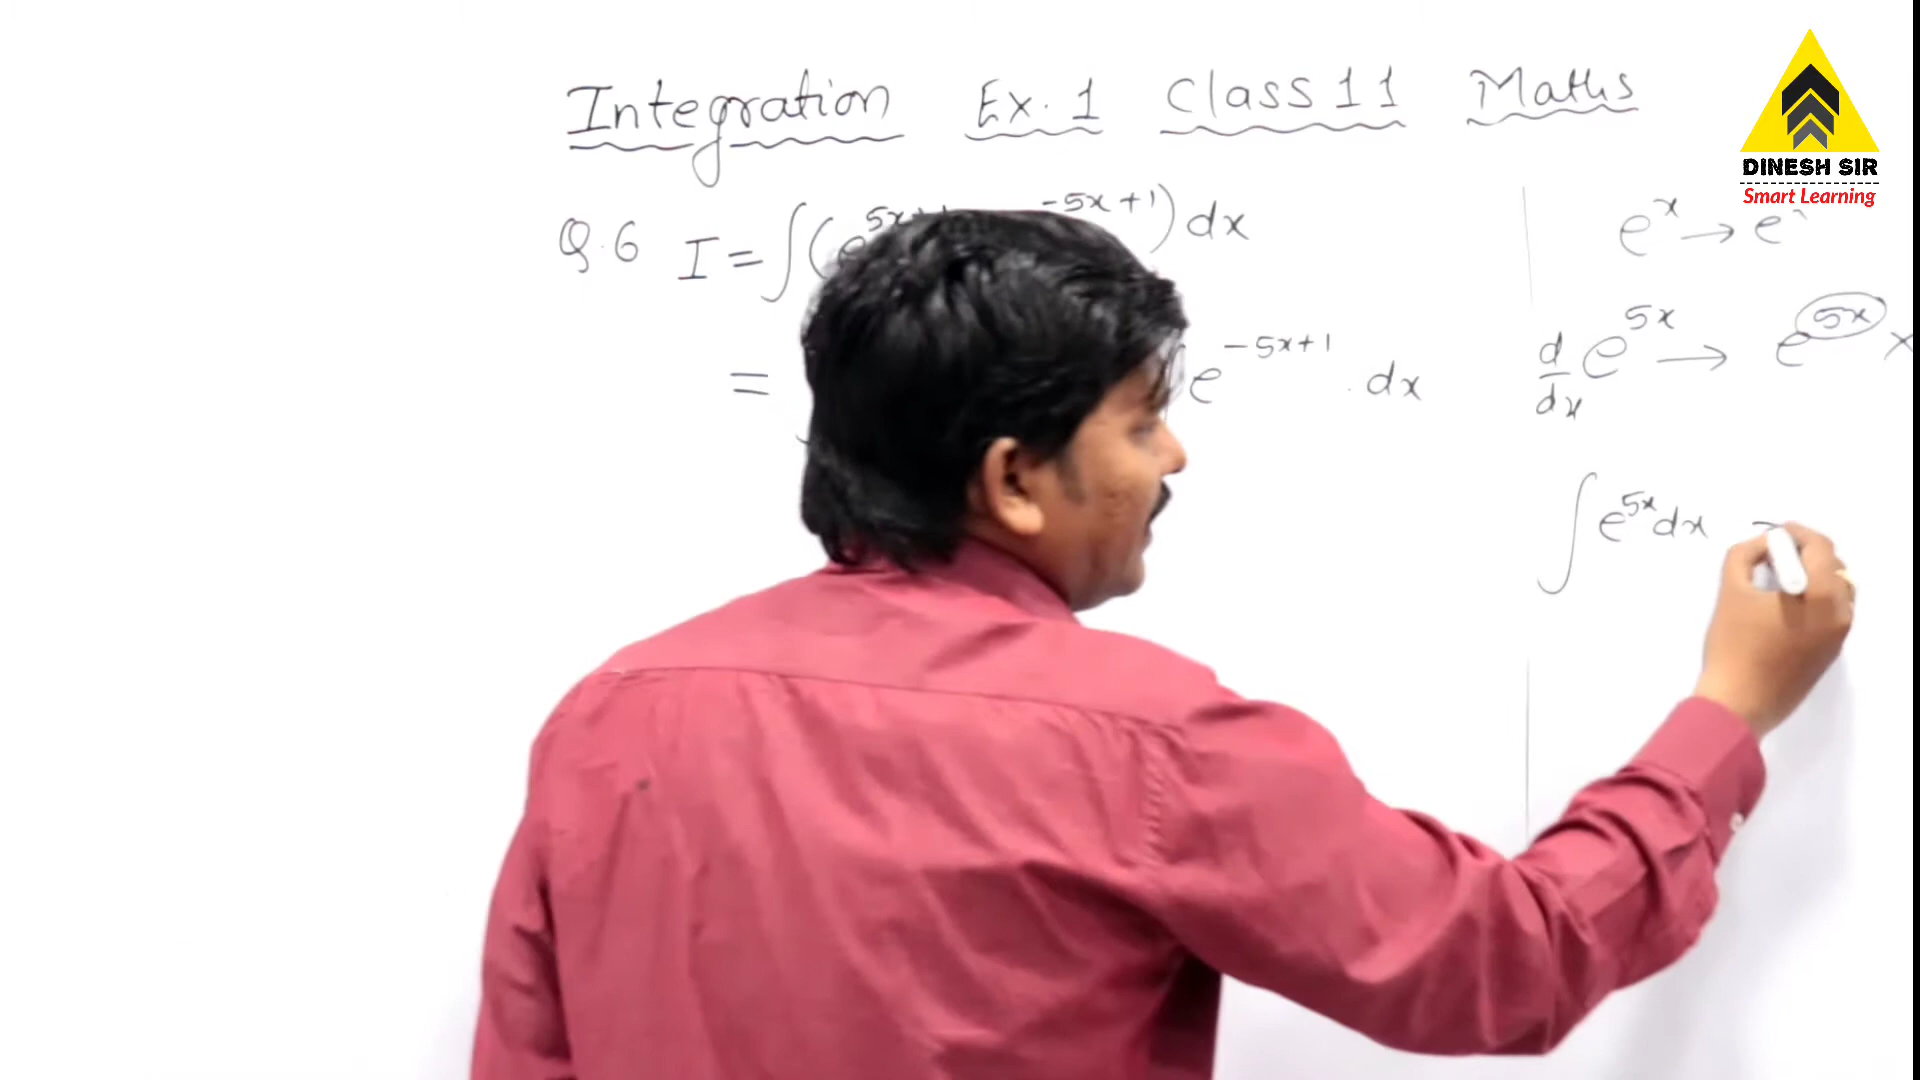 Integration Ex. 1 Class 11 Maths
DINESH SIR
Smart Learning
Q.6 I = ∫(e^5x -5x+1) dx
= e^-5x+1 . dx
e^x → e
d/dx e^5x → e^5x ×
∫ e^5x dx